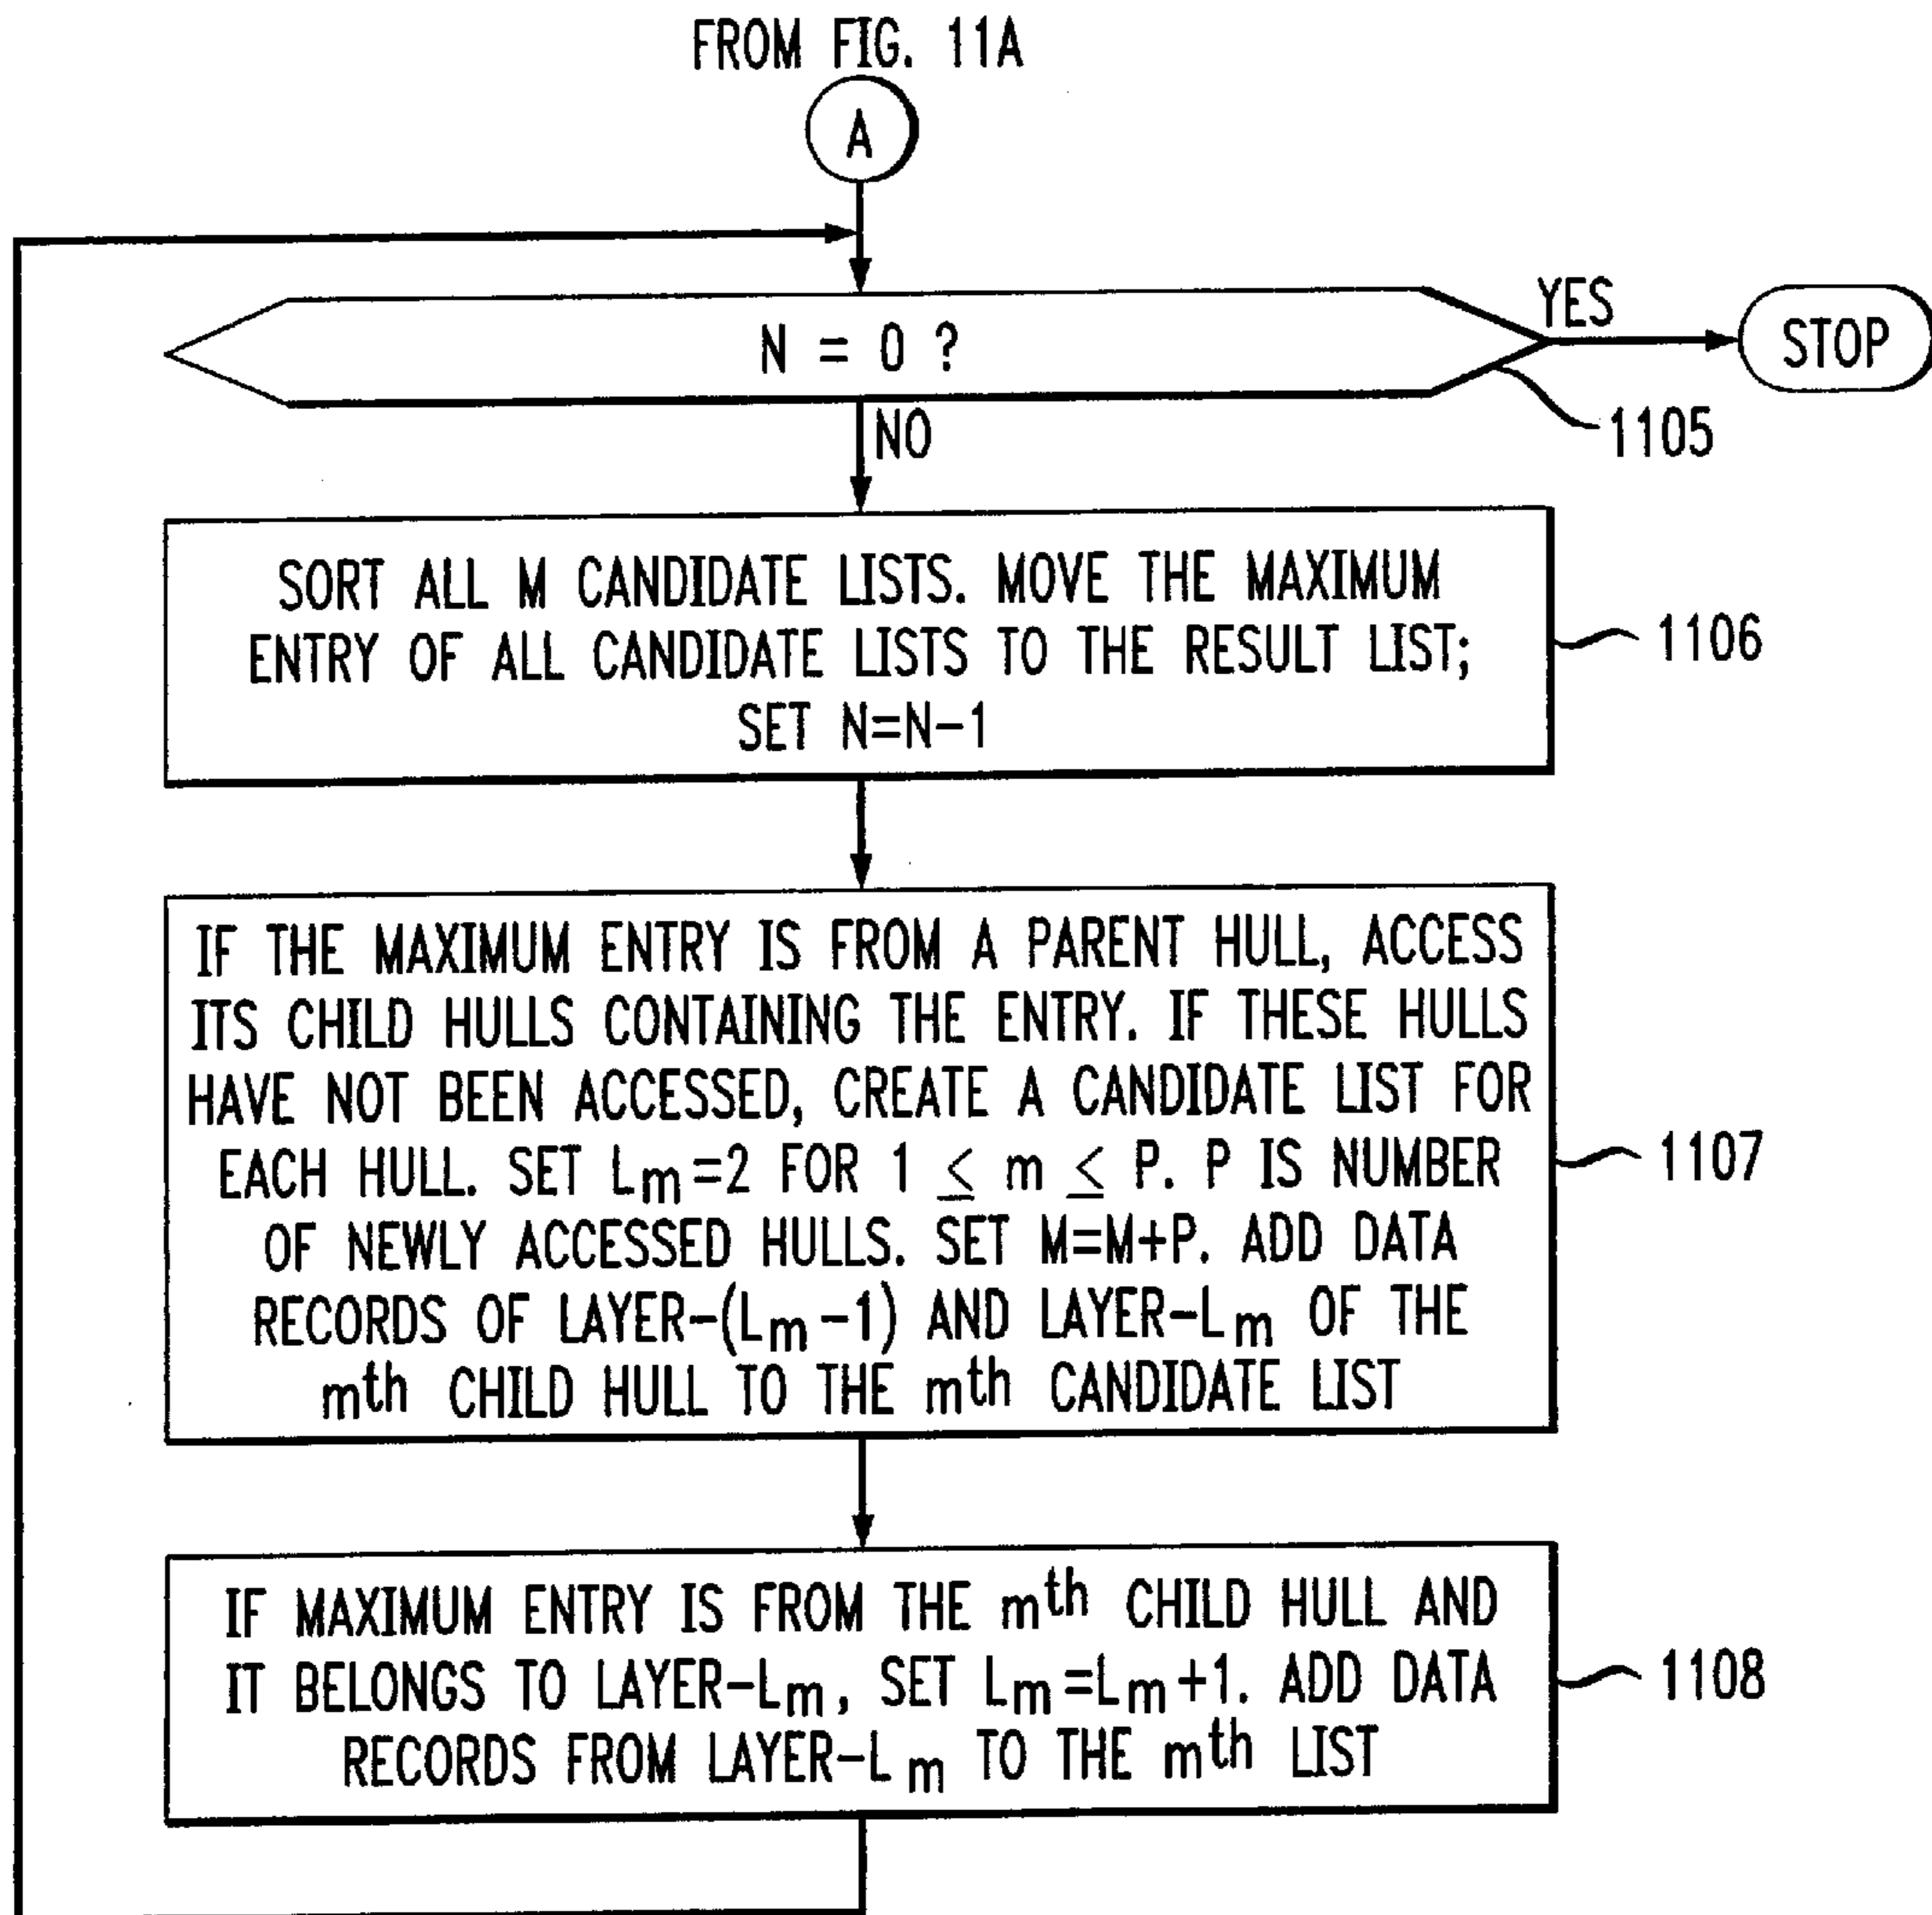 FROM FIG. 11A
A
N = 0 ?
YES
STOP
1105
NO
SORT ALL M CANDIDATE LISTS. MOVE THE MAXIMUM
ENTRY OF ALL CANDIDATE LISTS TO THE RESULT LIST;
SET N=N-1
1106
IF THE MAXIMUM ENTRY IS FROM A PARENT HULL, ACCESS
ITS CHILD HULLS CONTAINING THE ENTRY. IF THESE HULLS
HAVE NOT BEEN ACCESSED, CREATE A CANDIDATE LIST FOR
EACH HULL. SET Lm=2 FOR 1 ≤ m ≤ P. P IS NUMBER
OF NEWLY ACCESSED HULLS. SET M=M+P. ADD DATA
RECORDS OF LAYER-(Lm-1) AND LAYER-Lm OF THE
mth CHILD HULL TO THE mth CANDIDATE LIST
1107
IF MAXIMUM ENTRY IS FROM THE mth CHILD HULL AND
IT BELONGS TO LAYER-Lm, SET Lm=Lm+1. ADD DATA
RECORDS FROM LAYER-Lm TO THE mth LIST
1108